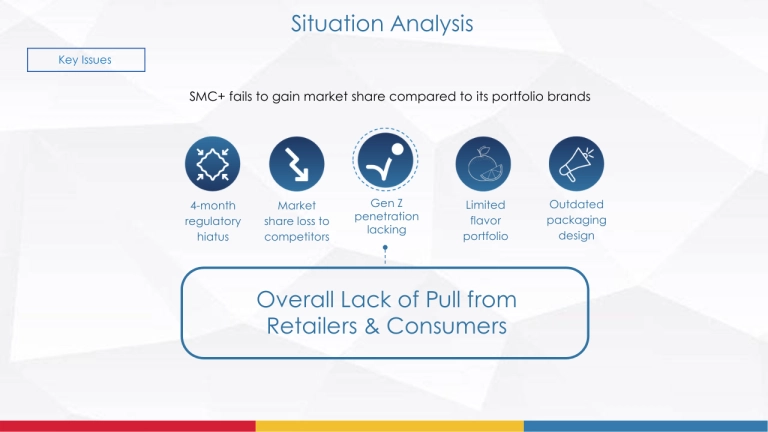 Situation Analysis
Key Issues
SMC+ fails to gain market share compared to its portfolio brands
4-month
regulatory
hiatus
Market
share loss to
competitors
Gen Z
penetration
lacking
Limited
flavor
portfolio
Outdated
packaging
design
Overall Lack of Pull from
Retailers & Consumers